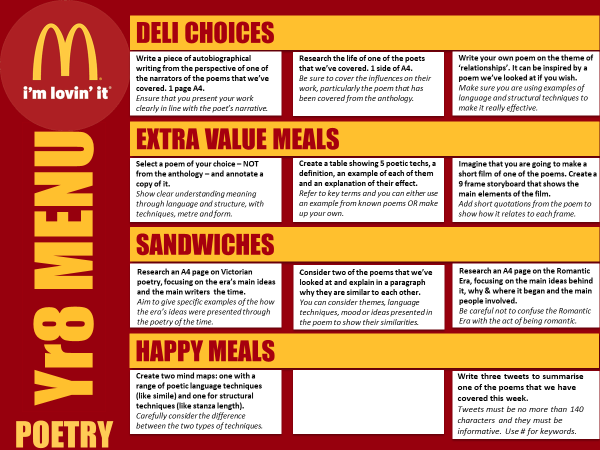 i'm lovin' it®
Yr8 MENU
POETRY
DELI CHOICES
Write a piece of autobiographical
writing from the perspective of one of
the narrators of the poems that we've
covered. 1 page A4.
Ensure that you present your work
clearly in line with the poet's narrative.
Research the life of one of the poets
that we've covered. 1 side of A4.
Be sure to cover the influences on their
work, particularly the poem that has
been covered from the anthology.
Write your own poem on the theme of
‘relationships’. It can be inspired by a
poem we've looked at if you wish.
Make sure you are using examples of
language and structural techniques to
make it really effective.
EXTRA VALUE MEALS
Select a poem of your choice – NOT
from the anthology – and annotate a
copy of it.
Show clear understanding meaning
through language and structure, with
techniques, metre and form.
Create a table showing 5 poetic techs, a
definition, an example of each of them
and an explanation of their effect.
Refer to key terms and you can either use
an example from known poems OR make
up your own.
Imagine that you are going to make a
short film of one of the poems. Create a
9 frame storyboard that shows the
main elements of the film.
Add short quotations from the poem to
show how it relates to each frame.
SANDWICHES
Research an A4 page on Victorian
poetry, focusing on the era's main ideas
and the main writers the time.
Aim to give specific examples of the how
the era's ideas were presented through
the poetry of the time.
Consider two of the poems that we've
looked at and explain in a paragraph
why they are similar to each other.
You can consider themes, language
techniques, mood or ideas presented in
the poem to show their similarities.
Research an A4 page on the Romantic
Era, focusing on the main ideas behind
it, why & where it began and the main
people involved.
Be careful not to confuse the Romantic
Era with the act of being romantic.
HAPPY MEALS
Create two mind maps: one with a
range of poetic language techniques
(like simile) and one for structural
techniques (like stanza length).
Carefully consider the difference
between the two types of techniques.
Write three tweets to summarise
one of the poems that we have
covered this week.
Tweets must be no more than 140
characters and they must be
informative. Use # for keywords.